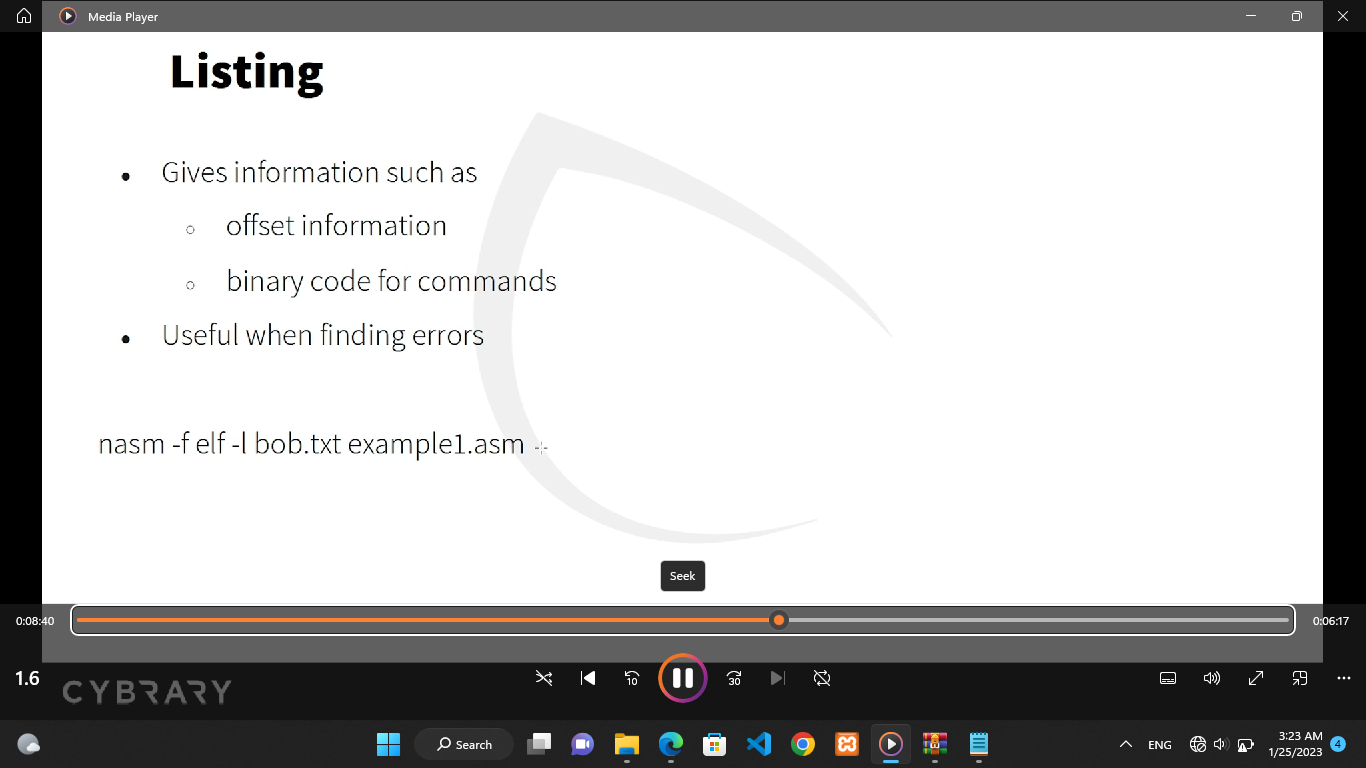 Media Player
Listing
Gives information such as
offset information
binary code for commands
Useful when finding errors
nasm -f elf -l bob.txt example1.asm
Seek
0:08:40
0:06:17
1.6
CYBRARY
10
30
Search
ENG
3:23 AM
1/25/2023
4